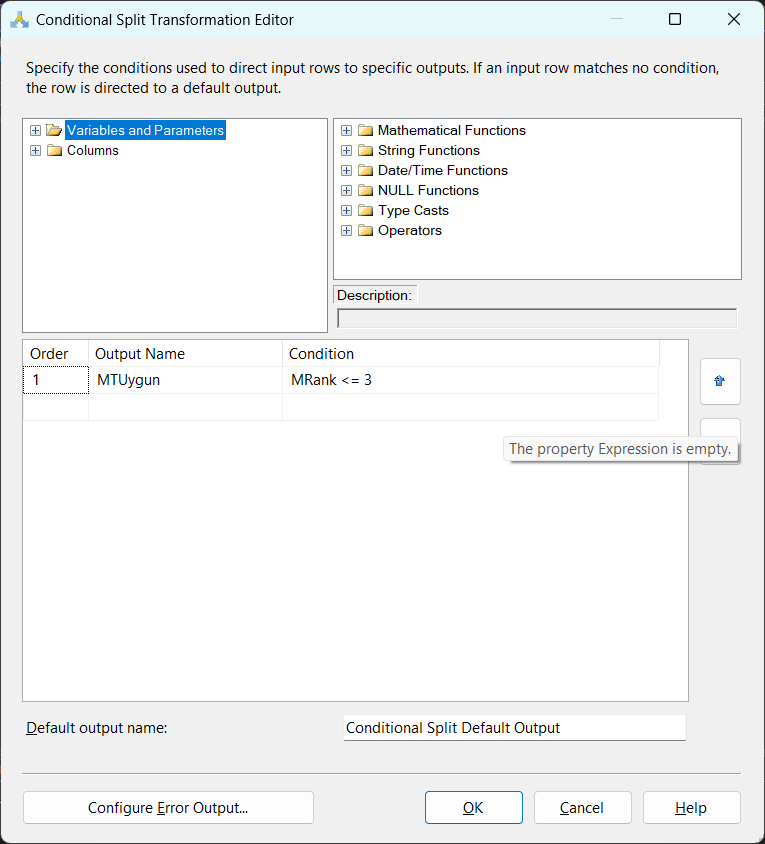 Conditional Split Transformation Editor
Specify the conditions used to direct input rows to specific outputs. If an input row matches no condition,
the row is directed to a default output.
Variables and Parameters
Columns
Mathematical Functions
String Functions
Date/Time Functions
NULL Functions
Type Casts
Operators
Description:
Order Output Name Condition
1 MTUygun MRank <= 3
The property Expression is empty.
Default output name: Conditional Split Default Output
Configure Error Output... OK Cancel Help